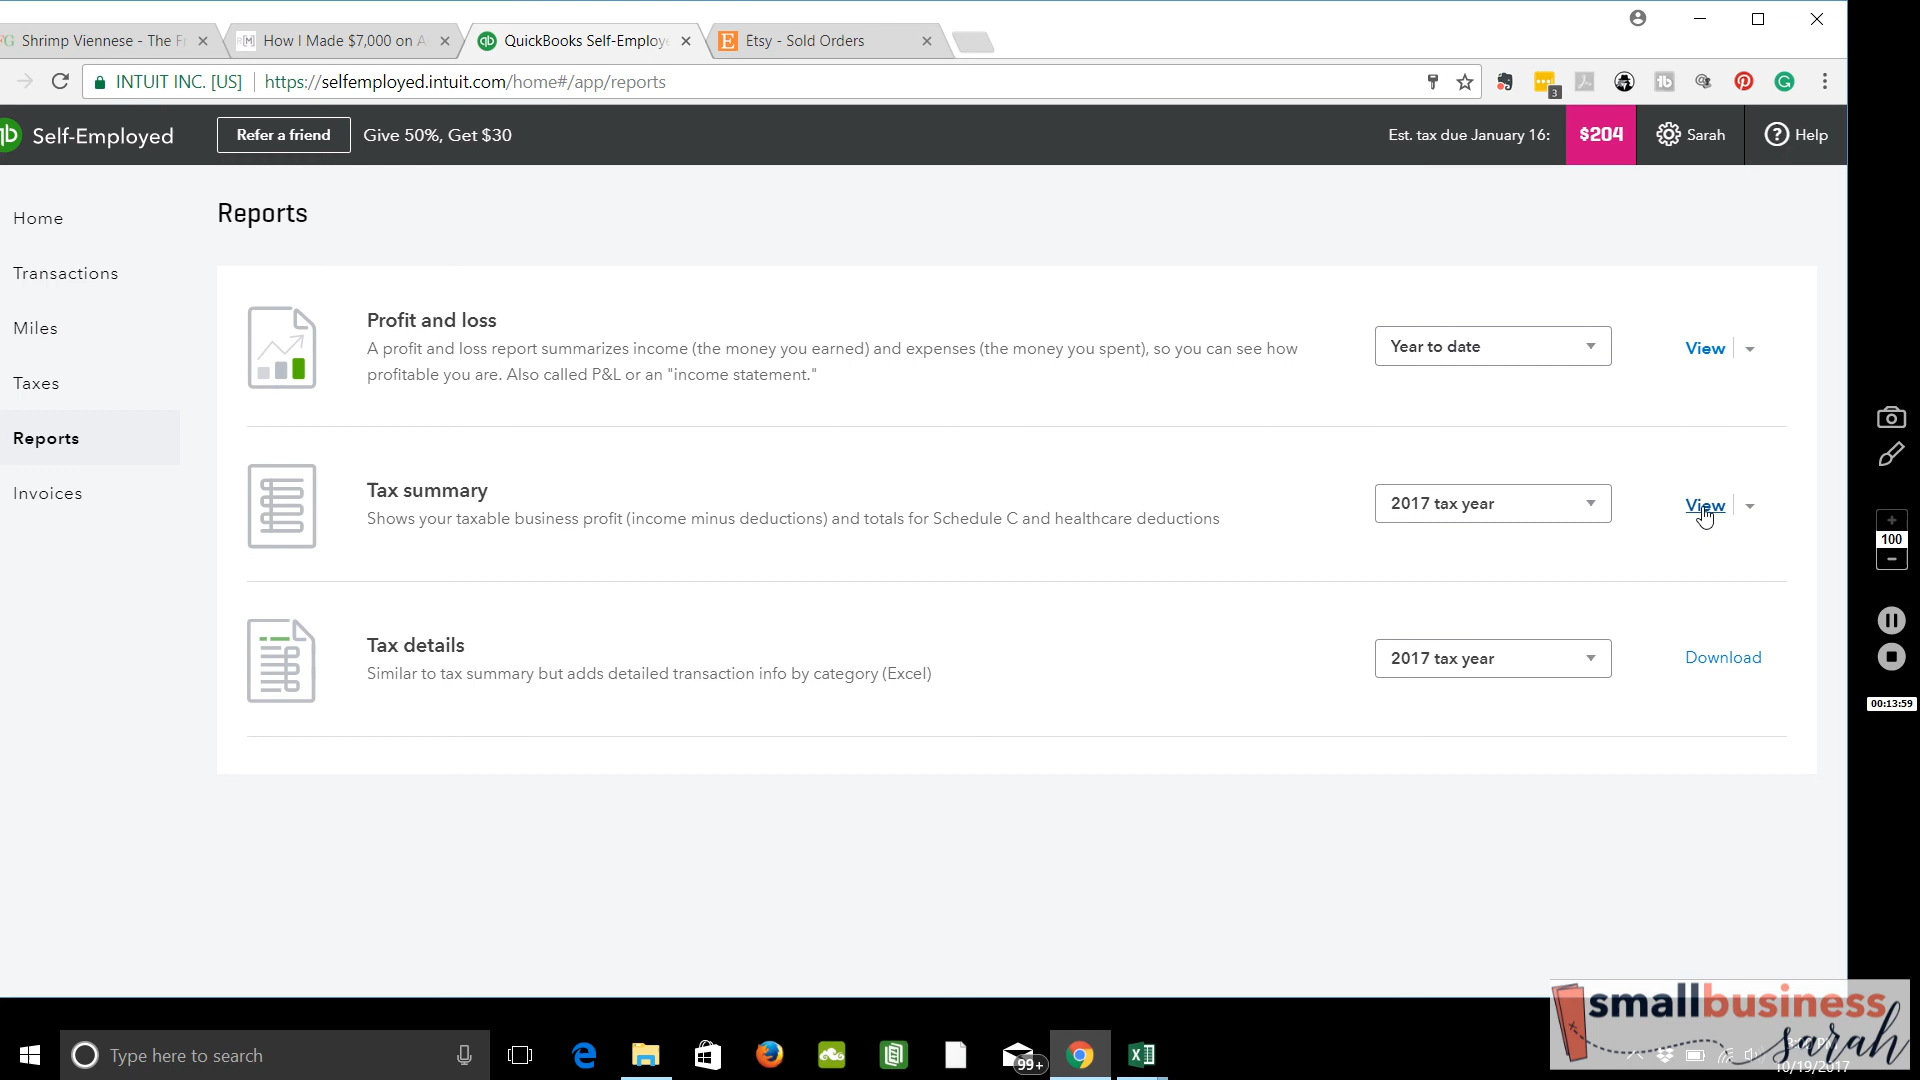 Shrimp Viennese - The Fr
How I Made $7,000 on A
QuickBooks Self-Employe
Etsy - Sold Orders
INTUIT INC. [US]
https://selfemployed.intuit.com/home#/app/reports
3
qb Self-Employed
Refer a friend
Give 50%, Get $30
Est. tax due January 16:
$204
Sarah
Help
Home
Transactions
Miles
Taxes
Reports
Invoices
Reports
Profit and loss
A profit and loss report summarizes income (the money you earned) and expenses (the money you spent), so you can see how
profitable you are. Also called P&L or an "income statement."
Year to date
View
Tax summary
Shows your taxable business profit (income minus deductions) and totals for Schedule C and healthcare deductions
2017 tax year
View
Tax details
Similar to tax summary but adds detailed transaction info by category (Excel)
2017 tax year
Download
100
00:13:59
Type here to search
99+
smallbusiness
sarah
10/19/2017